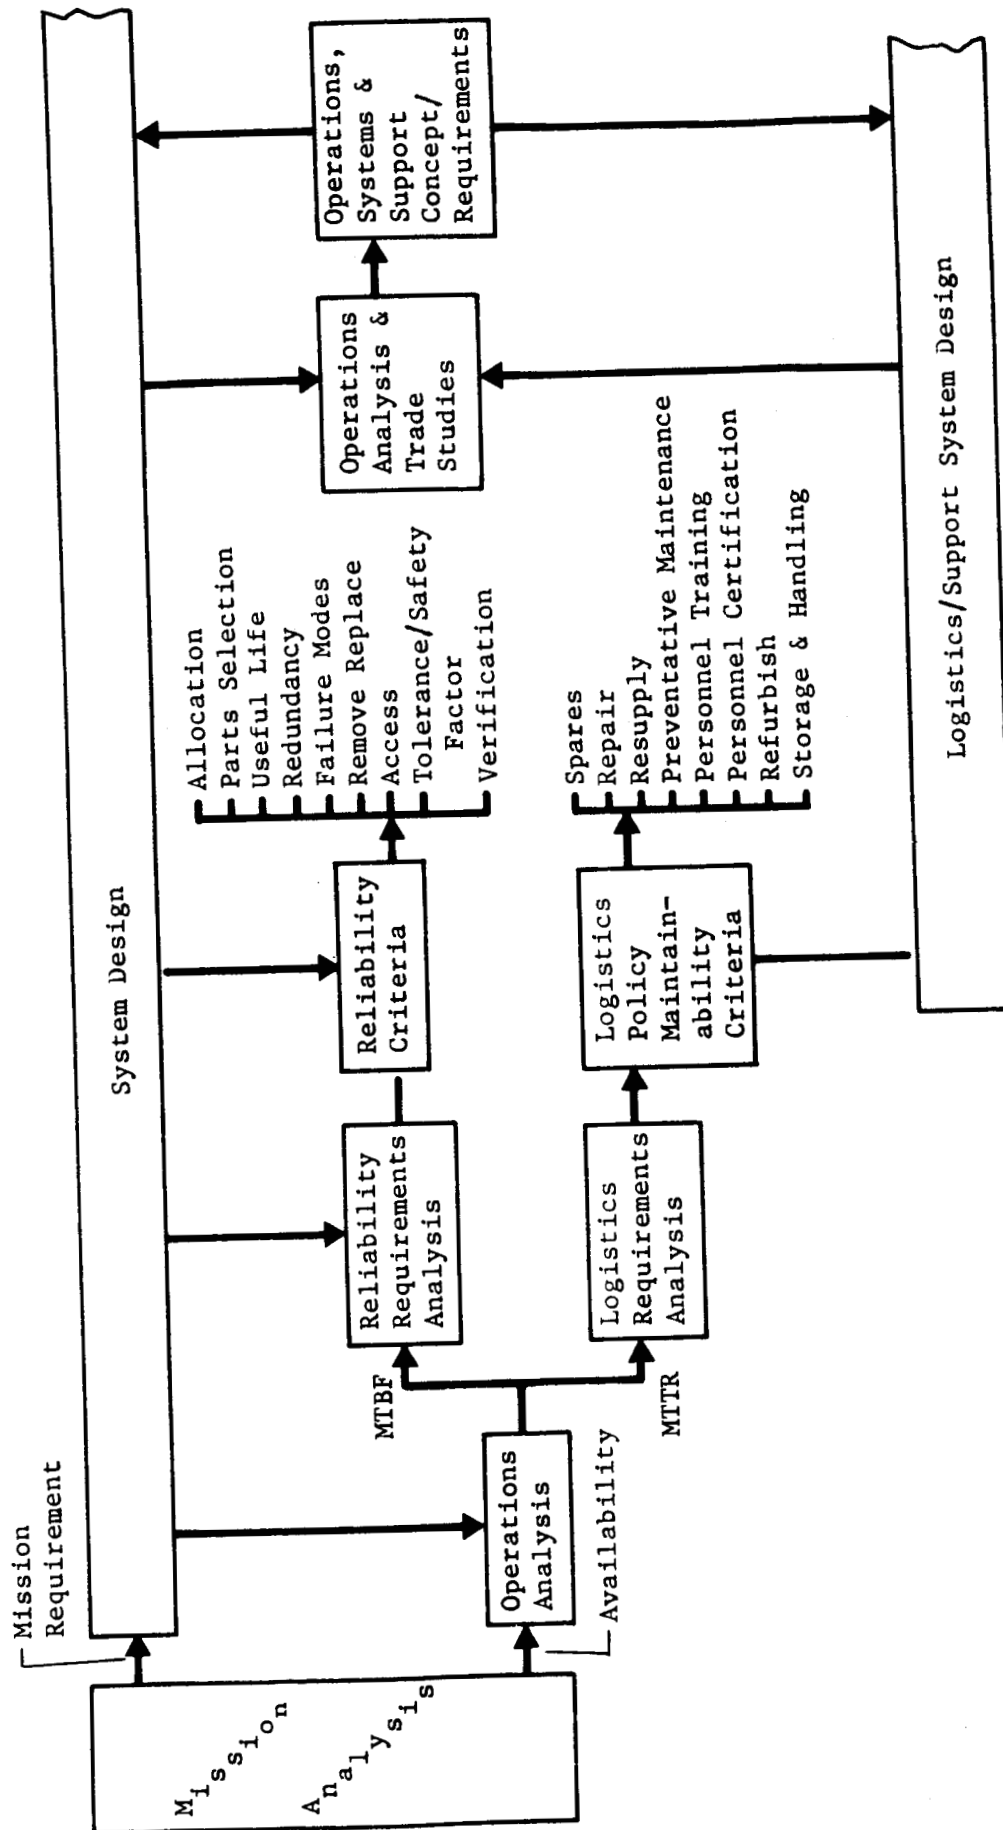 Mission
Requirement
System Design
Mission
Analysis
Availability
Operations
Analysis
MTBF
MTTR
Reliability
Requirements
Analysis
Reliability
Criteria
Allocation
Parts Selection
Useful Life
Redundancy
Failure Modes
Remove Replace
Access
Tolerance/Safety
Factor
Verification
Logistics
Requirements
Analysis
Logistics
Policy
Maintain-
ability
Criteria
Spares
Repair
Resupply
Preventative Maintenance
Personnel Training
Personnel Certification
Refurbish
Storage & Handling
Operations
Analysis &
Trade
Studies
Operations,
Systems &
Support
Concept/
Requirements
Logistics/Support System Design